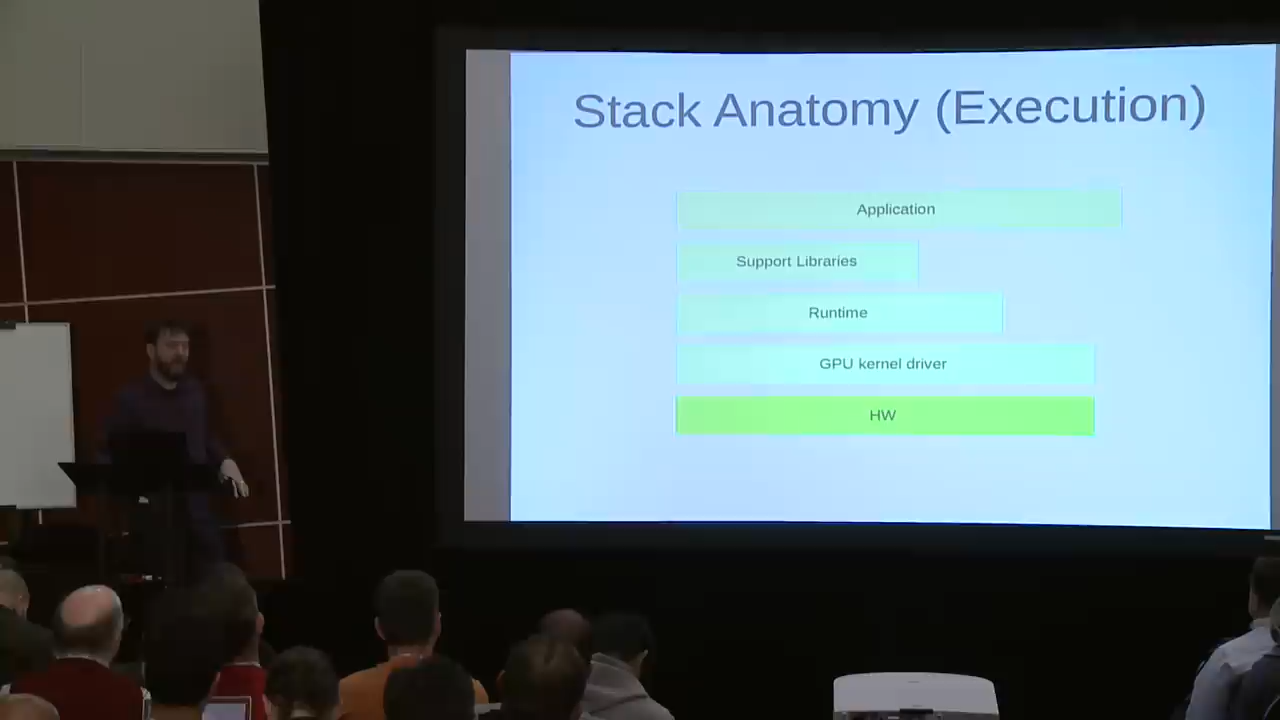 Stack Anatomy (Execution)
Application
Support Libraries
Runtime
GPU kernel driver
HW